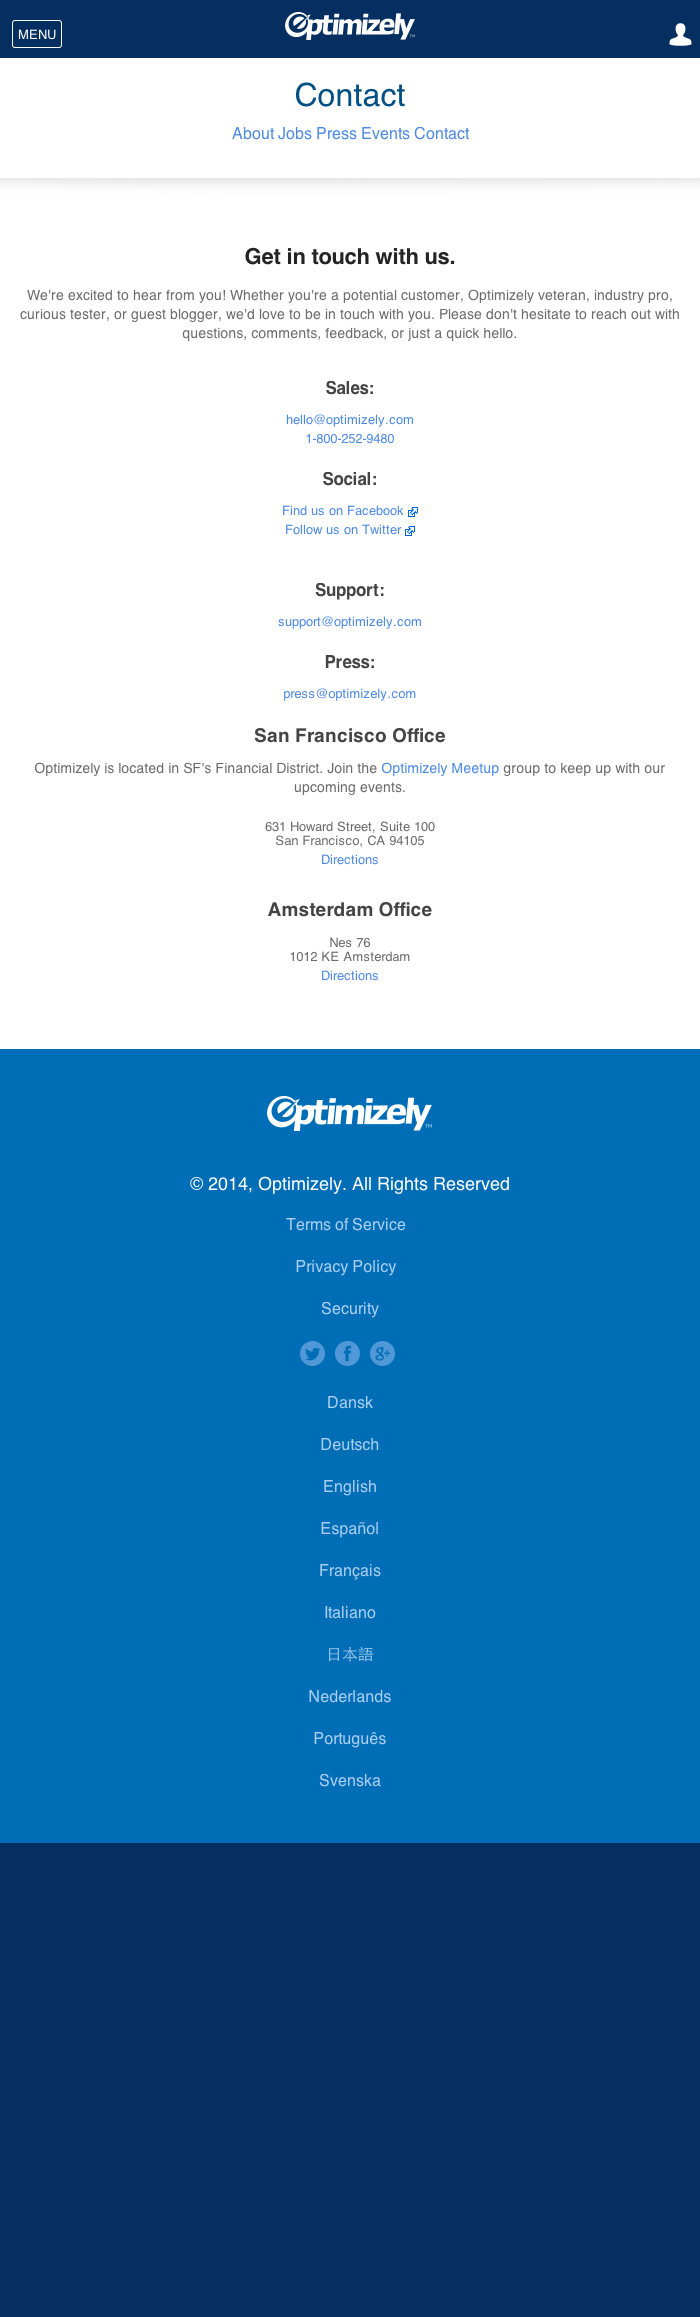 MENU
Optimizely™
Contact
About Jobs Press Events Contact
Get in touch with us.
We're excited to hear from you! Whether you're a potential customer, Optimizely veteran, industry pro,
curious tester, or guest blogger, we'd love to be in touch with you. Please don't hesitate to reach out with
questions, comments, feedback, or just a quick hello.
Sales:
hello@optimizely.com
1-800-252-9480
Social:
Find us on Facebook
Follow us on Twitter
Support:
support@optimizely.com
Press:
press@optimizely.com
San Francisco Office
Optimizely is located in SF's Financial District. Join the Optimizely Meetup group to keep up with our
upcoming events.
631 Howard Street, Suite 100
San Francisco, CA 94105
Directions
Amsterdam Office
Nes 76
1012 KE Amsterdam
Directions
Optimizely™
© 2014, Optimizely. All Rights Reserved
Terms of Service
Privacy Policy
Security
Dansk
Deutsch
English
Español
Français
Italiano
日本語
Nederlands
Português
Svenska